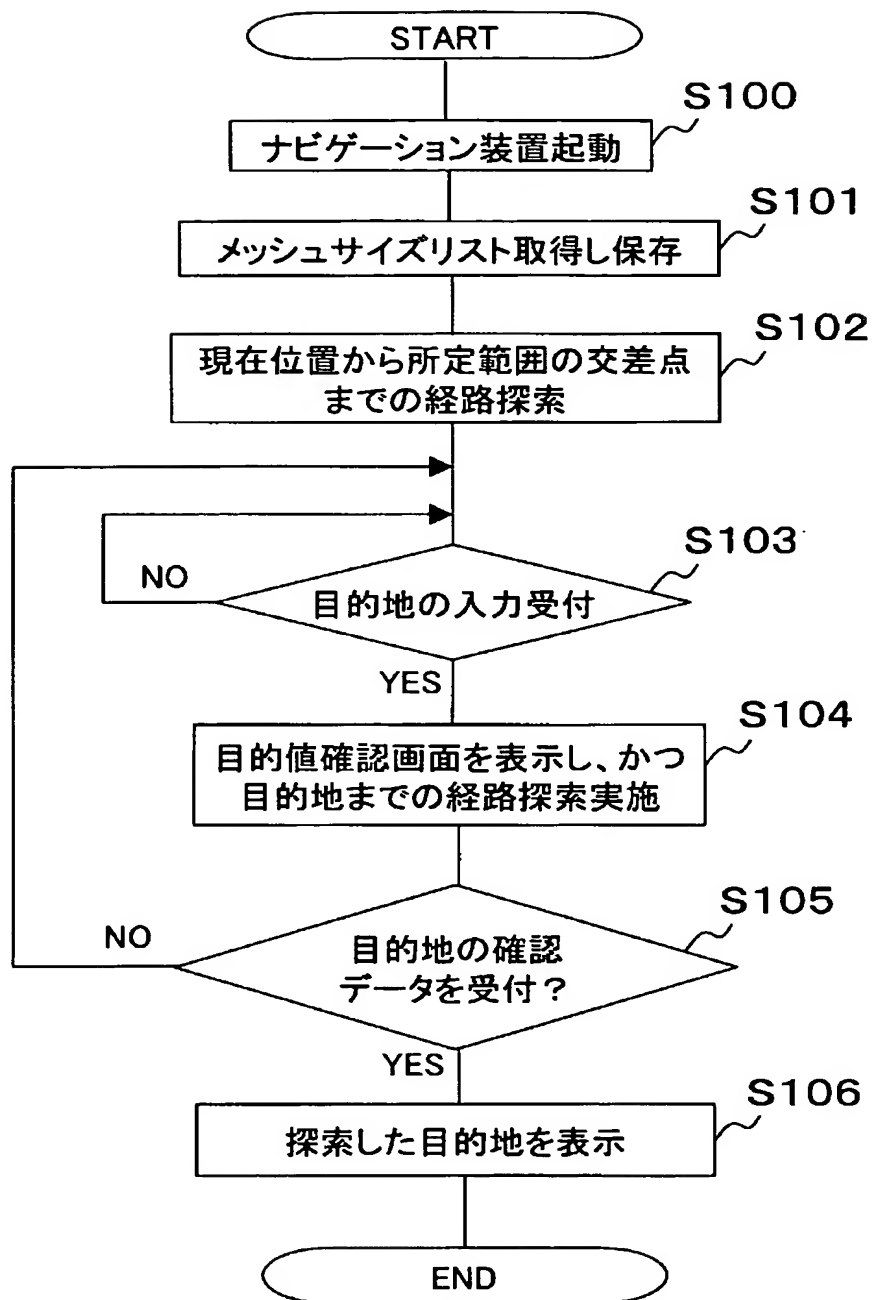 START
S100
ナビゲーション装置起動
S101
メッシュサイズリスト取得し保存
S102
現在位置から所定範囲の交差点
までの経路探索
S103
NO
目的地の入力受付
YES
S104
目的値確認画面を表示し、かつ
目的地までの経路探索実施
S105
NO
目的地の確認
データを受付？
YES
S106
探索した目的地を表示
END